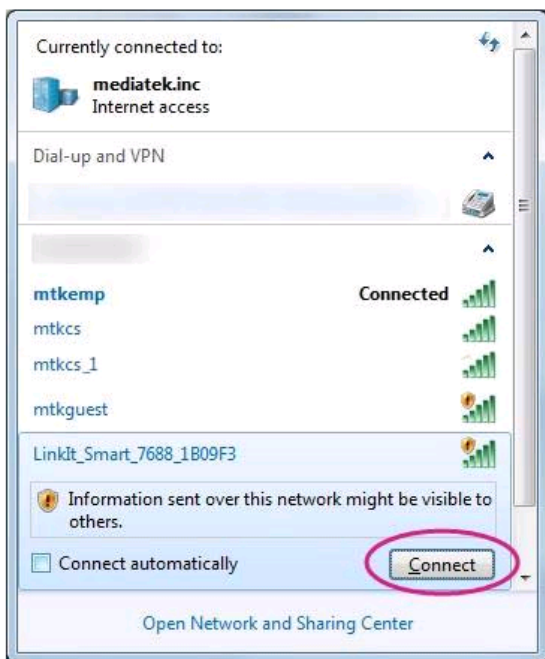 Currently connected to:
mediatek.inc
Internet access
Dial-up and VPN
mtkemp Connected
mtkcs
mtkcs_1
mtkguest
LinkIt_Smart_7688_1B09F3
Information sent over this network might be visible to
others.
Connect automatically Connect
Open Network and Sharing Center